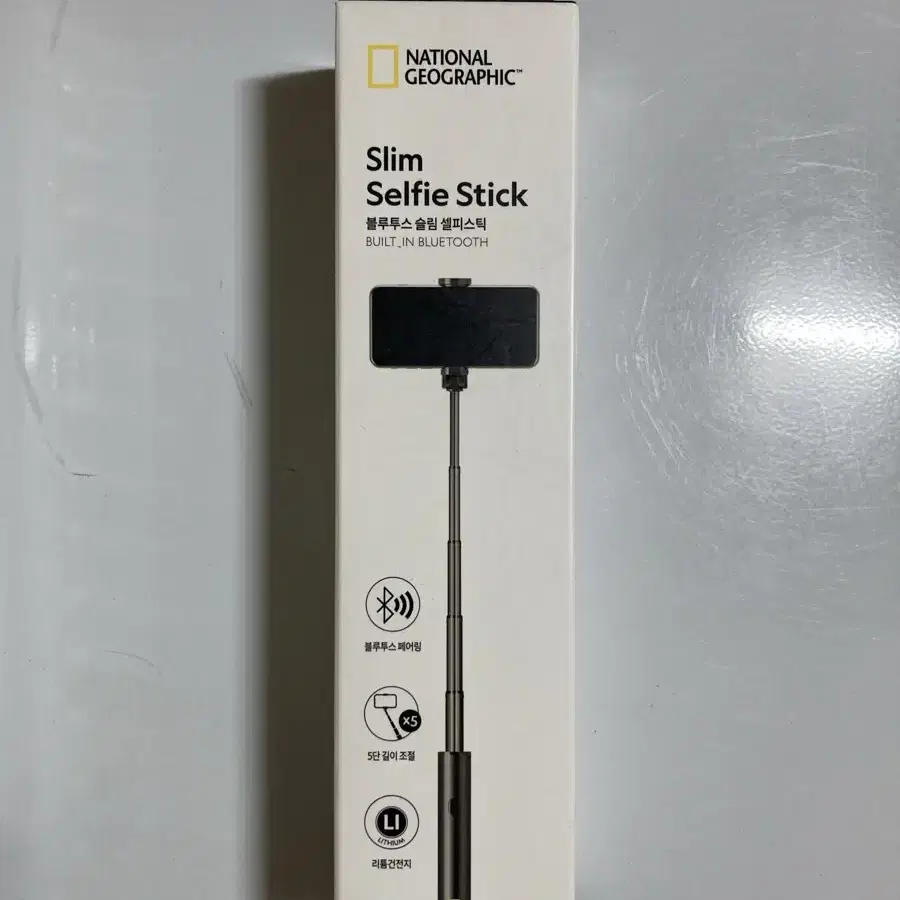 NATIONAL
GEOGRAPHIC™
Slim
Selfie Stick
블루투스 슬림 셀피스틱
BUILT_IN BLUETOOTH
블루투스 페어링
x5
5단 길이 조절
LI
LITHIUM
리튬건전지